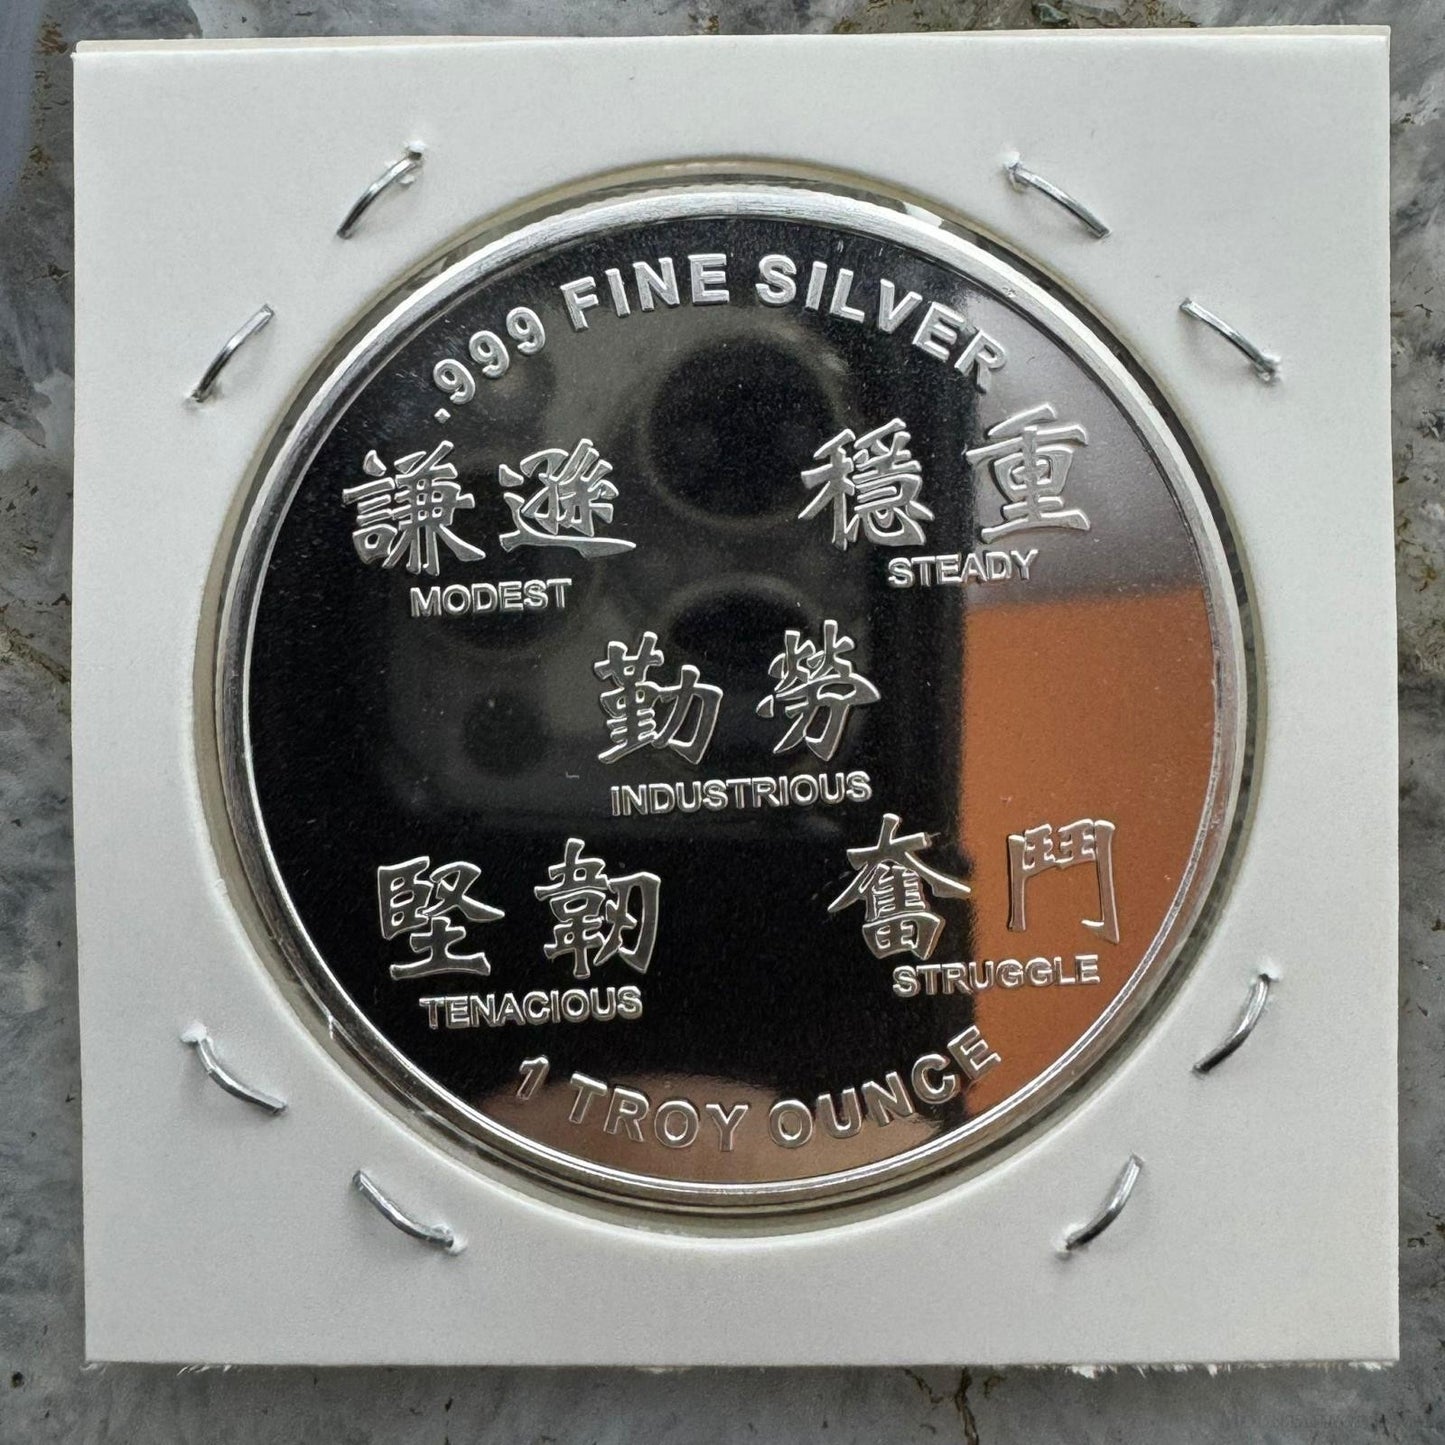 .999 FINE SILVER
謙遜
MODEST
穩重
STEADY
勤勞
INDUSTRIOUS
堅韌
TENACIOUS
奮鬥
STRUGGLE
1 TROY OUNCE